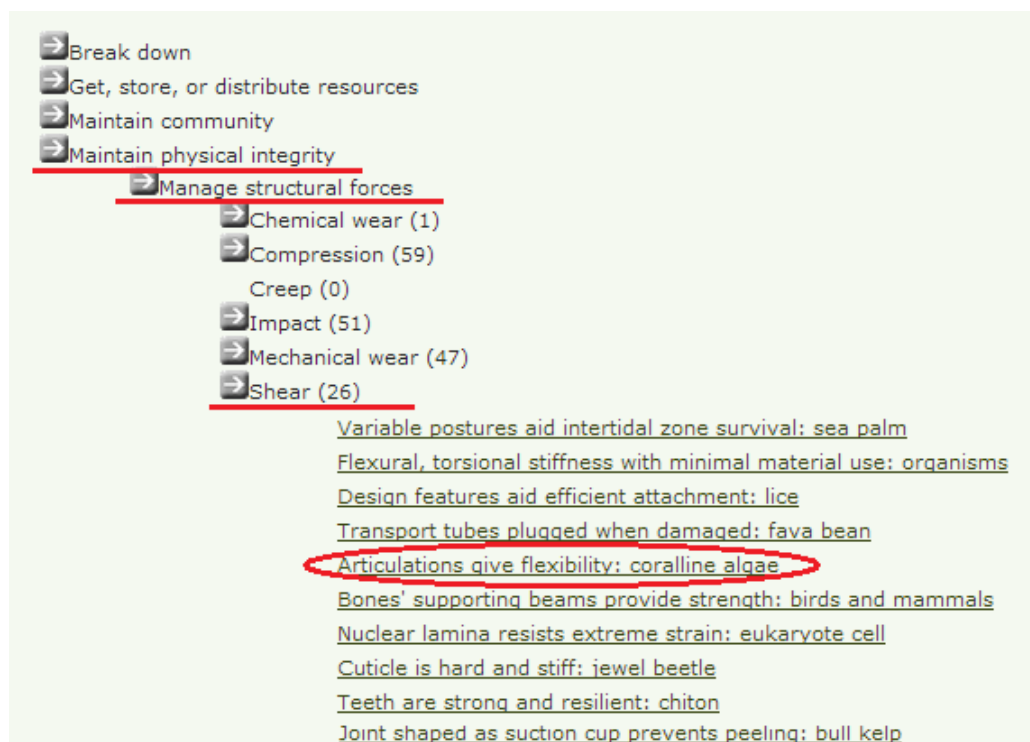 Break down
Get, store, or distribute resources
Maintain community
Maintain physical integrity
Manage structural forces
Chemical wear (1)
Compression (59)
Creep (0)
Impact (51)
Mechanical wear (47)
Shear (26)
Variable postures aid intertidal zone survival: sea palm
Flexural, torsional stiffness with minimal material use: organisms
Design features aid efficient attachment: lice
Transport tubes plugged when damaged: fava bean
Articulations give flexibility: coralline algae
Bones' supporting beams provide strength: birds and mammals
Nuclear lamina resists extreme strain: eukaryote cell
Cuticle is hard and stiff: jewel beetle
Teeth are strong and resilient: chiton
Joint shaped as suction cup prevents peeling: bull kelp